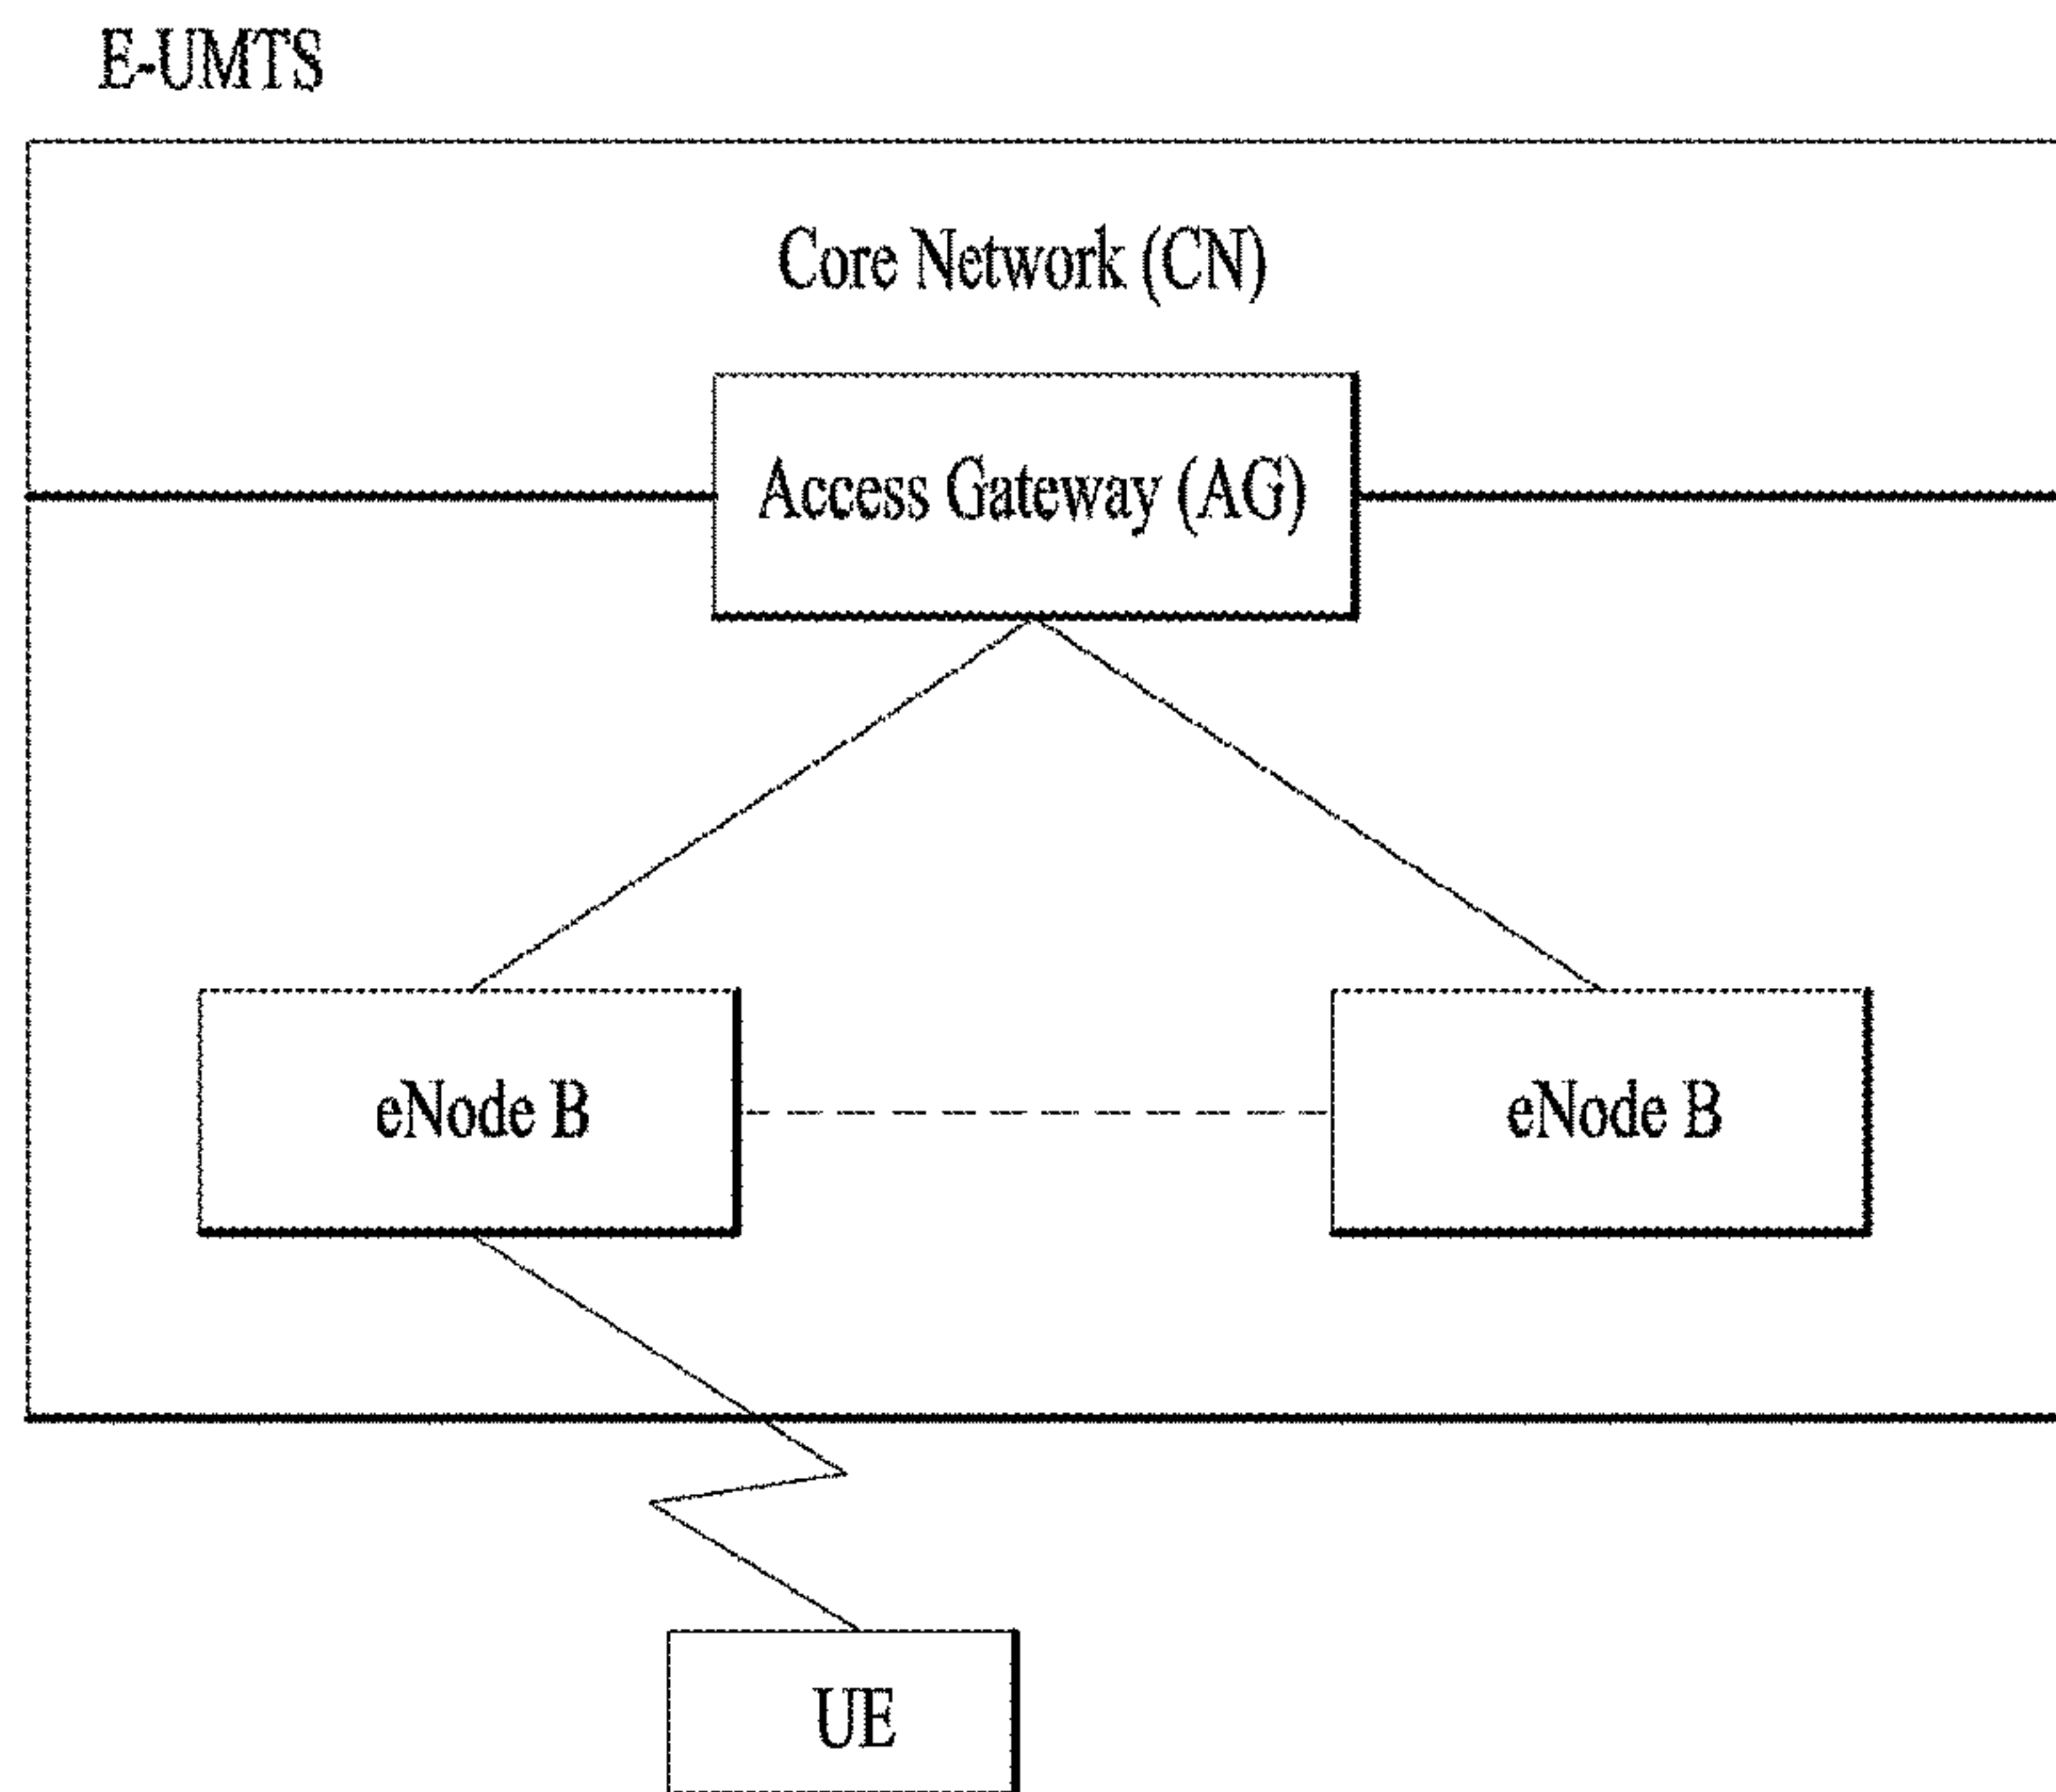 E-UMTS
Core Network (CN)
Access Gateway (AG)
eNode B
eNode B
UE